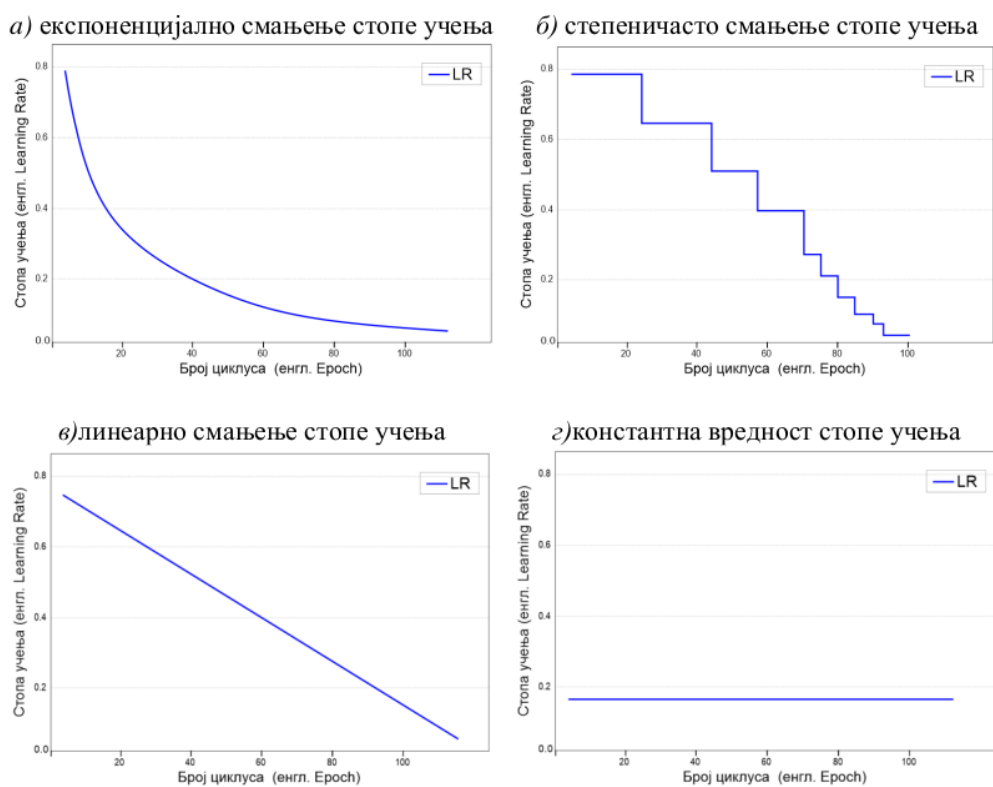 а) експоненцијално смањење стопе учења
0.8
0.6
0.4
0.2
0.0
20
40
60
80
100
LR
Стопа учења (енгл. Learning Rate)
Број циклуса (енгл. Epoch)
б) степеничасто смањење стопе учења
0.8
0.6
0.4
0.2
0.0
20
40
60
80
100
LR
Стопа учења (енгл. Learning Rate)
Број циклуса (енгл. Epoch)
в)линеарно смањење стопе учења
0.8
0.6
0.4
0.2
0.0
20
40
60
80
100
LR
Стопа учења (енгл. Learning Rate)
Број циклуса (енгл. Epoch)
г)константна вредност стопе учења
0.8
0.6
0.4
0.2
0.0
20
40
60
80
100
LR
Стопа учења (енгл. Learning Rate)
Број циклуса (енгл. Epoch)